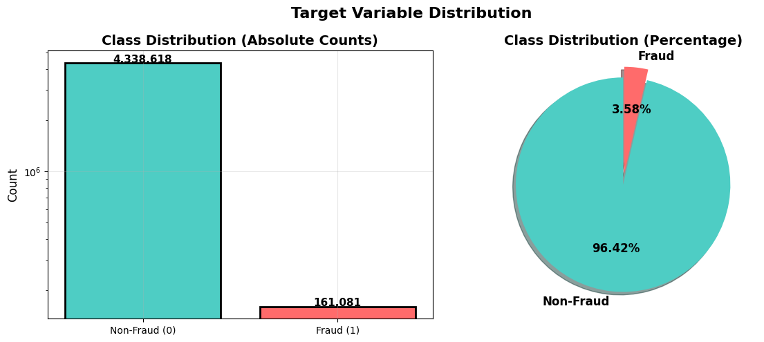 Target Variable Distribution
Class Distribution (Absolute Counts)
4,338,618
10⁶
Count
161,081
Non-Fraud (0)
Fraud (1)
Class Distribution (Percentage)
Fraud
3.58%
96.42%
Non-Fraud